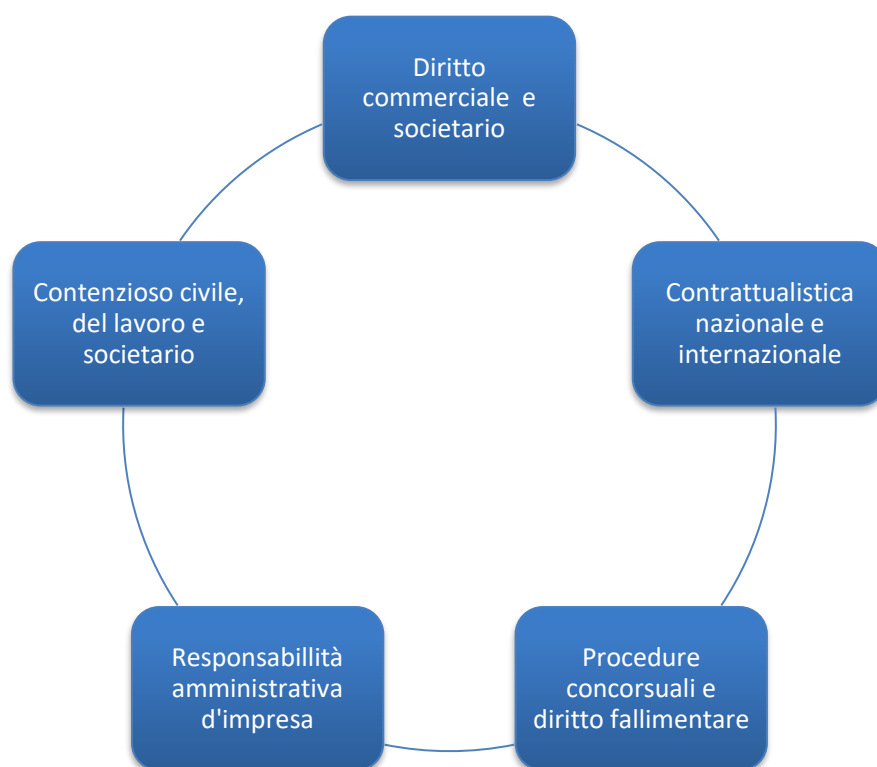 Diritto
commerciale e
societario
Contrattualistica
nazionale e
internazionale
Procedure
concorsuali e
diritto fallimentare
Responsabillità
amministrativa
d'impresa
Contenzioso civile,
del lavoro e
societario